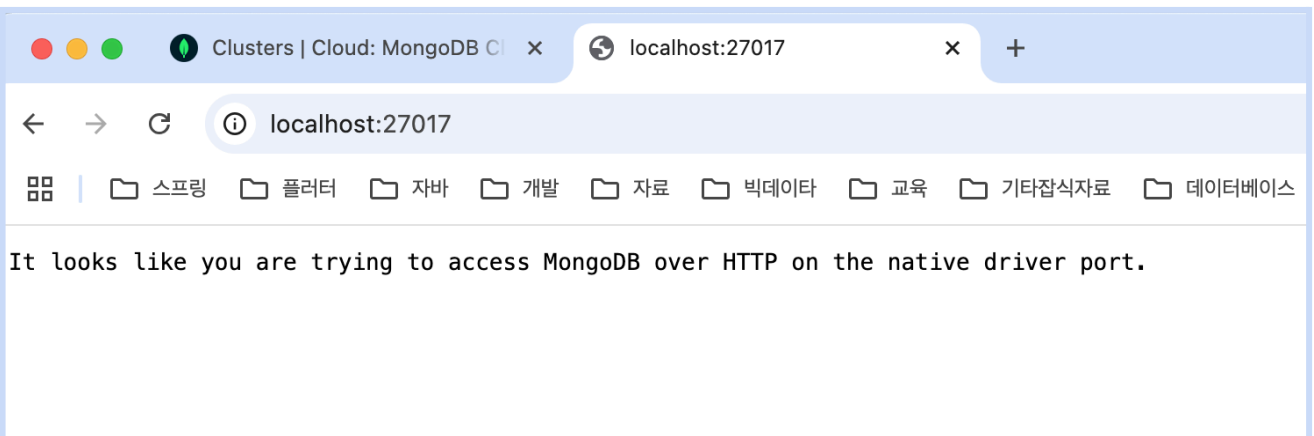 Clusters | Cloud: MongoDB Cl
localhost:27017
localhost:27017
스프링 플러터 자바 개발 자료 빅데이타 교육 기타잡식자료 데이터베이스
It looks like you are trying to access MongoDB over HTTP on the native driver port.